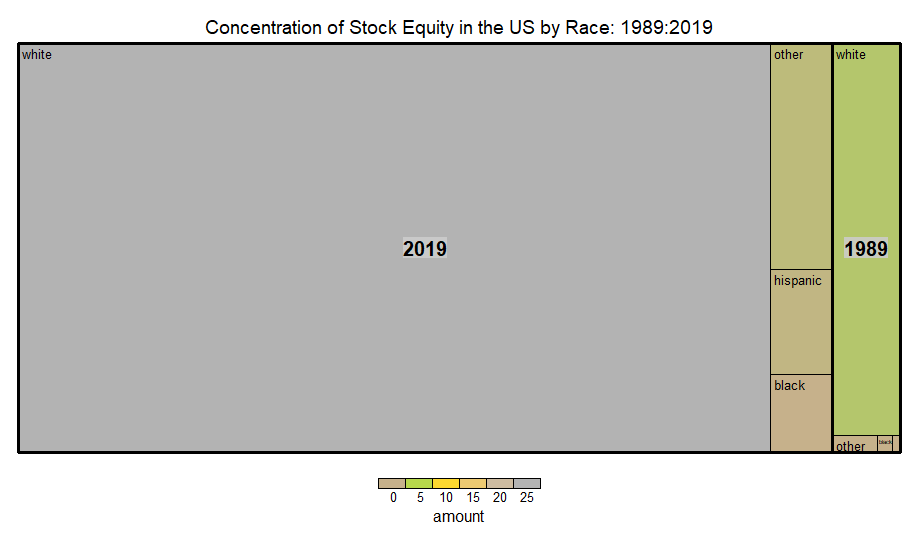 Concentration of Stock Equity in the US by Race: 1989:2019
white
other
white
2019
1989
hispanic
black
other
black
0 5 10 15 20 25
amount